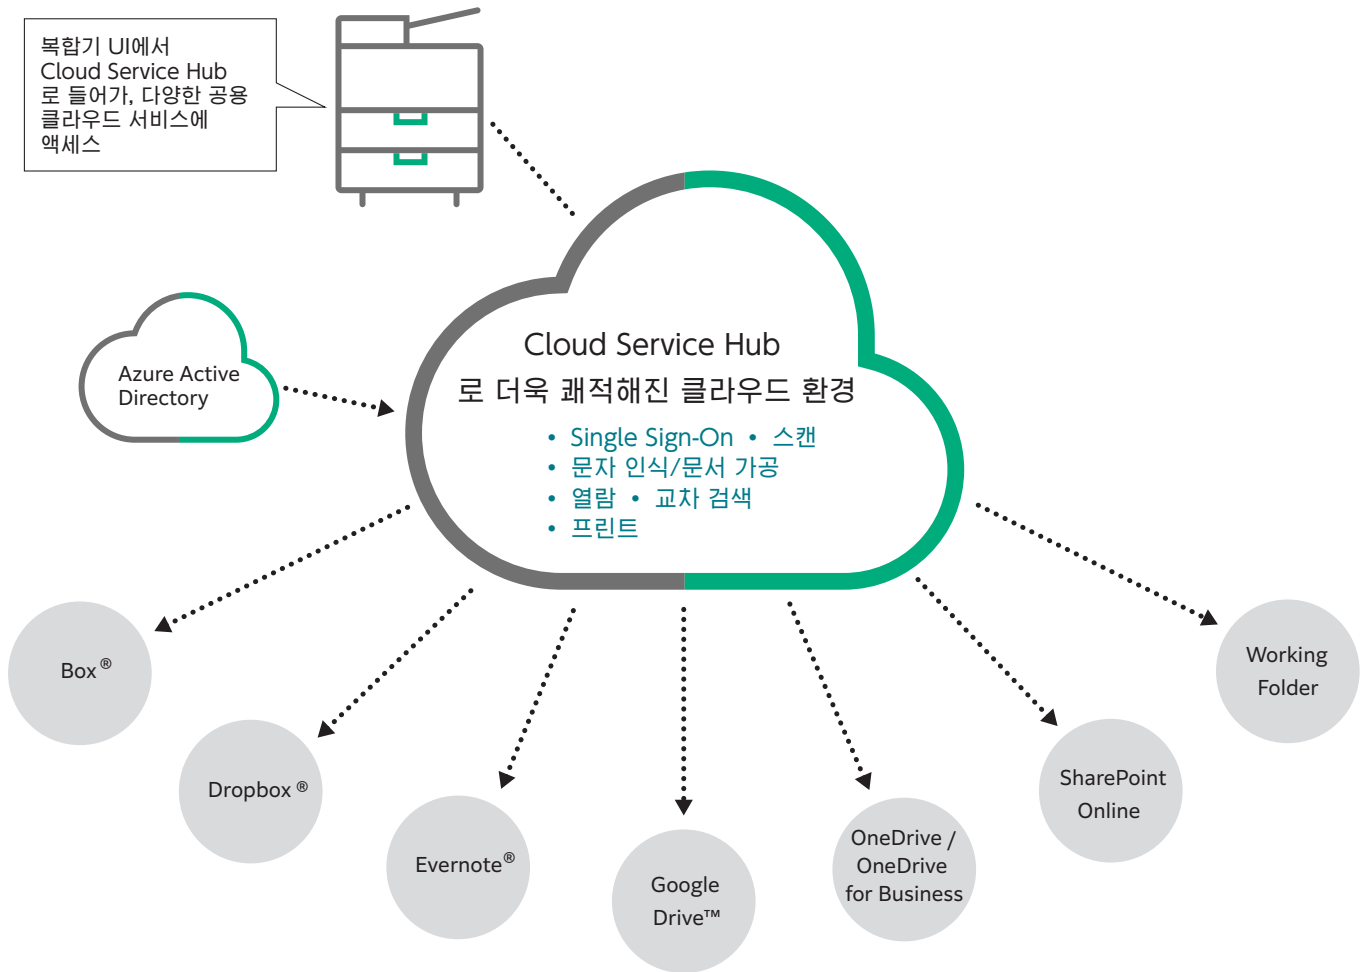 복합기 UI에서
Cloud Service Hub
로 들어가, 다양한 공용
클라우드 서비스에
액세스
Azure Active
Directory
Cloud Service Hub
로 더욱 쾌적해진 클라우드 환경
• Single Sign-On • 스캔
• 문자 인식/문서 가공
• 열람 • 교차 검색
• 프린트
Box®
Dropbox®
Evernote®
Google
Drive™
OneDrive /
OneDrive
for Business
SharePoint
Online
Working
Folder